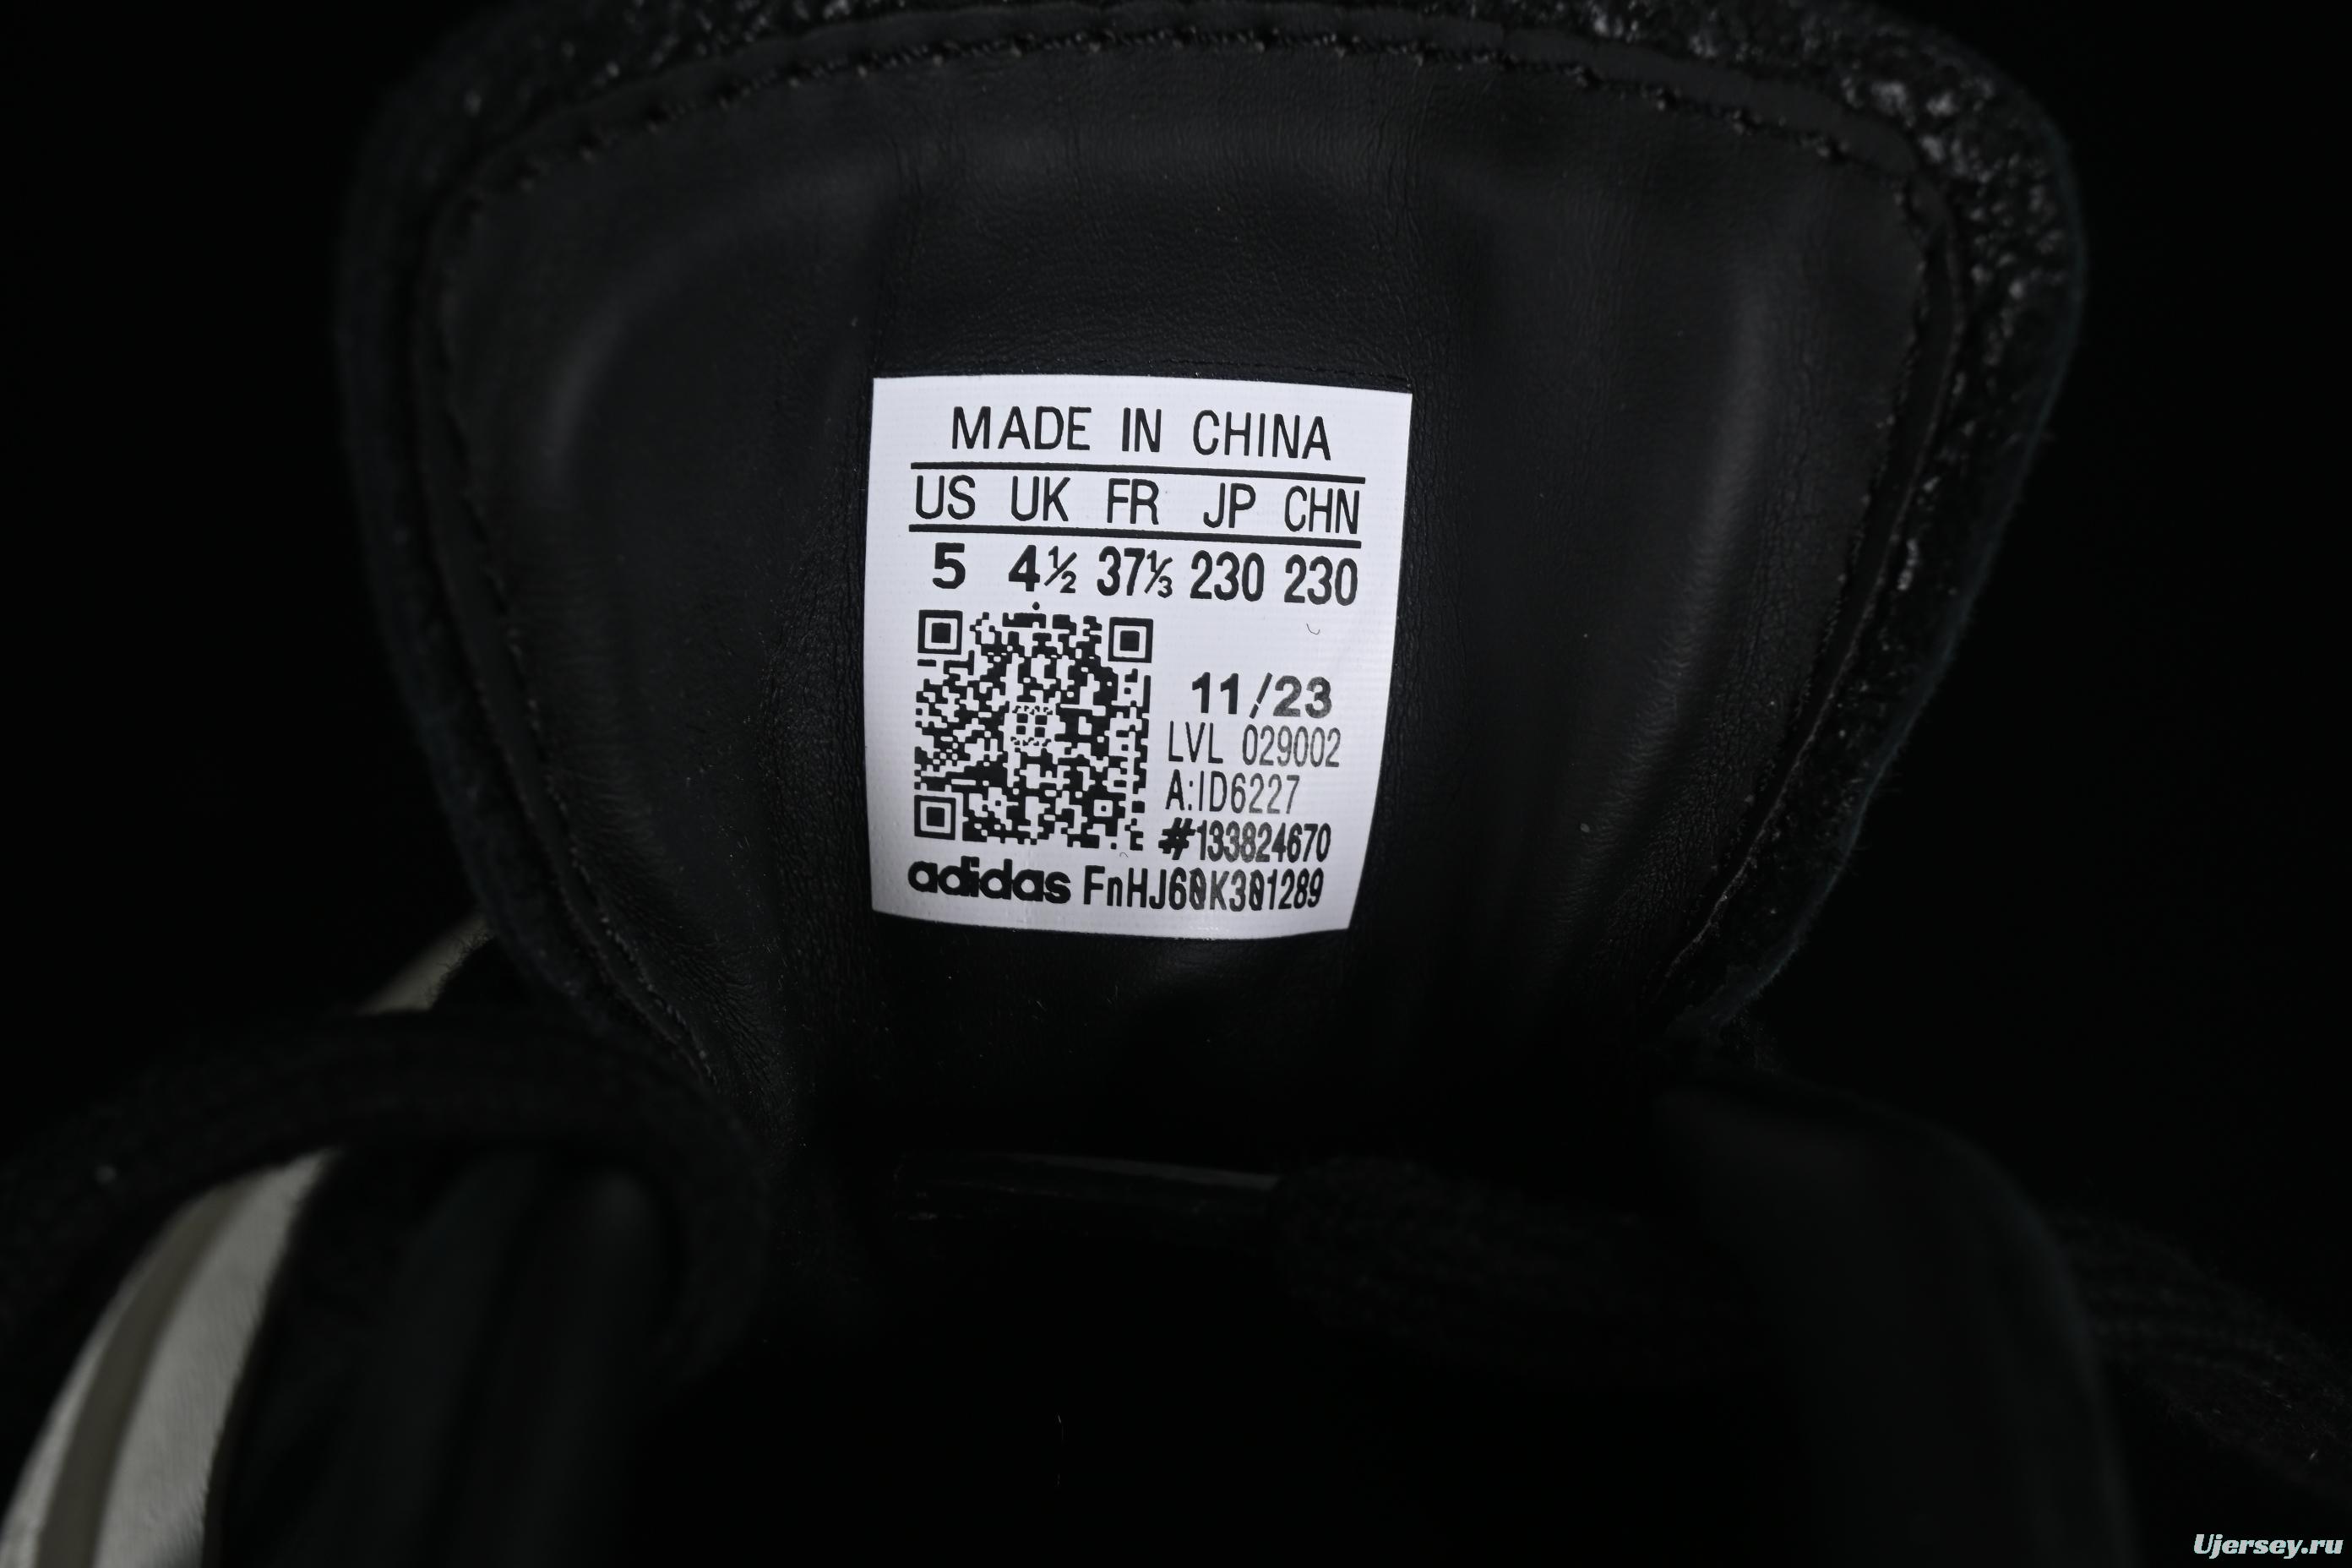 MADE IN CHINA
US UK FR JP CHN
5 4½ 37⅓ 230 230
11/23
LVL 029002
A:ID6227
#133824670
adidas FnHJ60K301289
Ujersey.ru